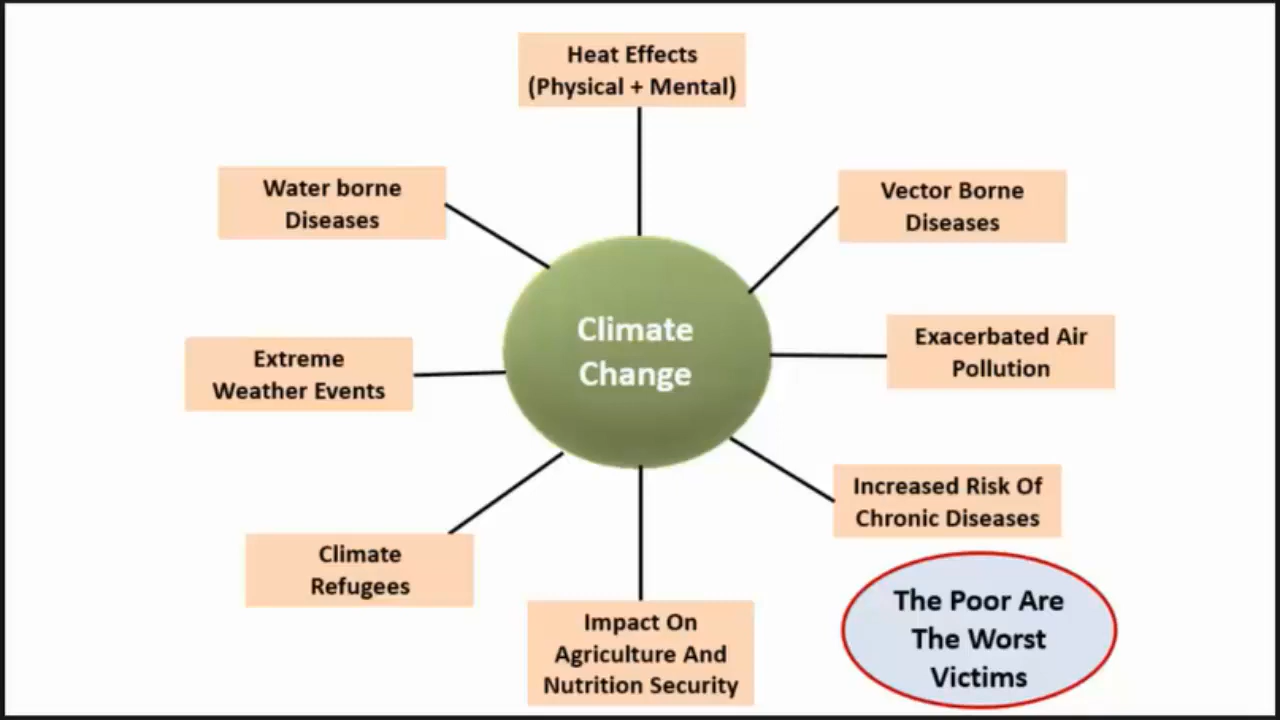 Heat Effects
(Physical + Mental)
Water borne
Diseases
Vector Borne
Diseases
Climate
Change
Exacerbated Air
Pollution
Extreme
Weather Events
Increased Risk Of
Chronic Diseases
Climate
Refugees
Impact On
Agriculture And
Nutrition Security
The Poor Are
The Worst
Victims